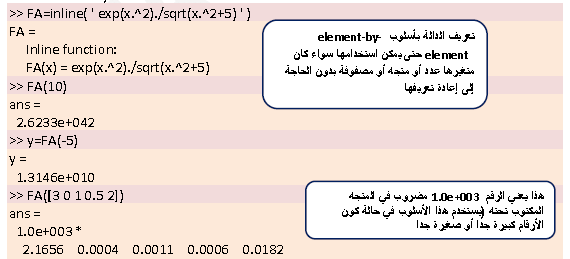 >> FA=inline( ' exp(x.^2)./sqrt(x.^2+5) ' )
FA =
Inline function:
FA(x) = exp(x.^2)./sqrt(x.^2+5)
>> FA(10)
ans =
2.6233e+042
>> y=FA(-5)
y =
1.3146e+010
>> FA([3 0 1 0.5 2])
ans =
1.0e+003 *
2.1656 0.0004 0.0011 0.0006 0.0182
تعريف الدالة بأسلوب element-by-
element حتى يمكن استخدامها سواء كان
متغيرها عدد أو متجه أو مصفوفة بدون الحاجة
إلى إعادة تعريفها
هذا يعني الرقم 1.0e+003 مضروب في المتجه
المكتوب تحته (يستخدم هذا الأسلوب في حالة كون
الأرقام كبيرة جداً أو صغيرة جدا